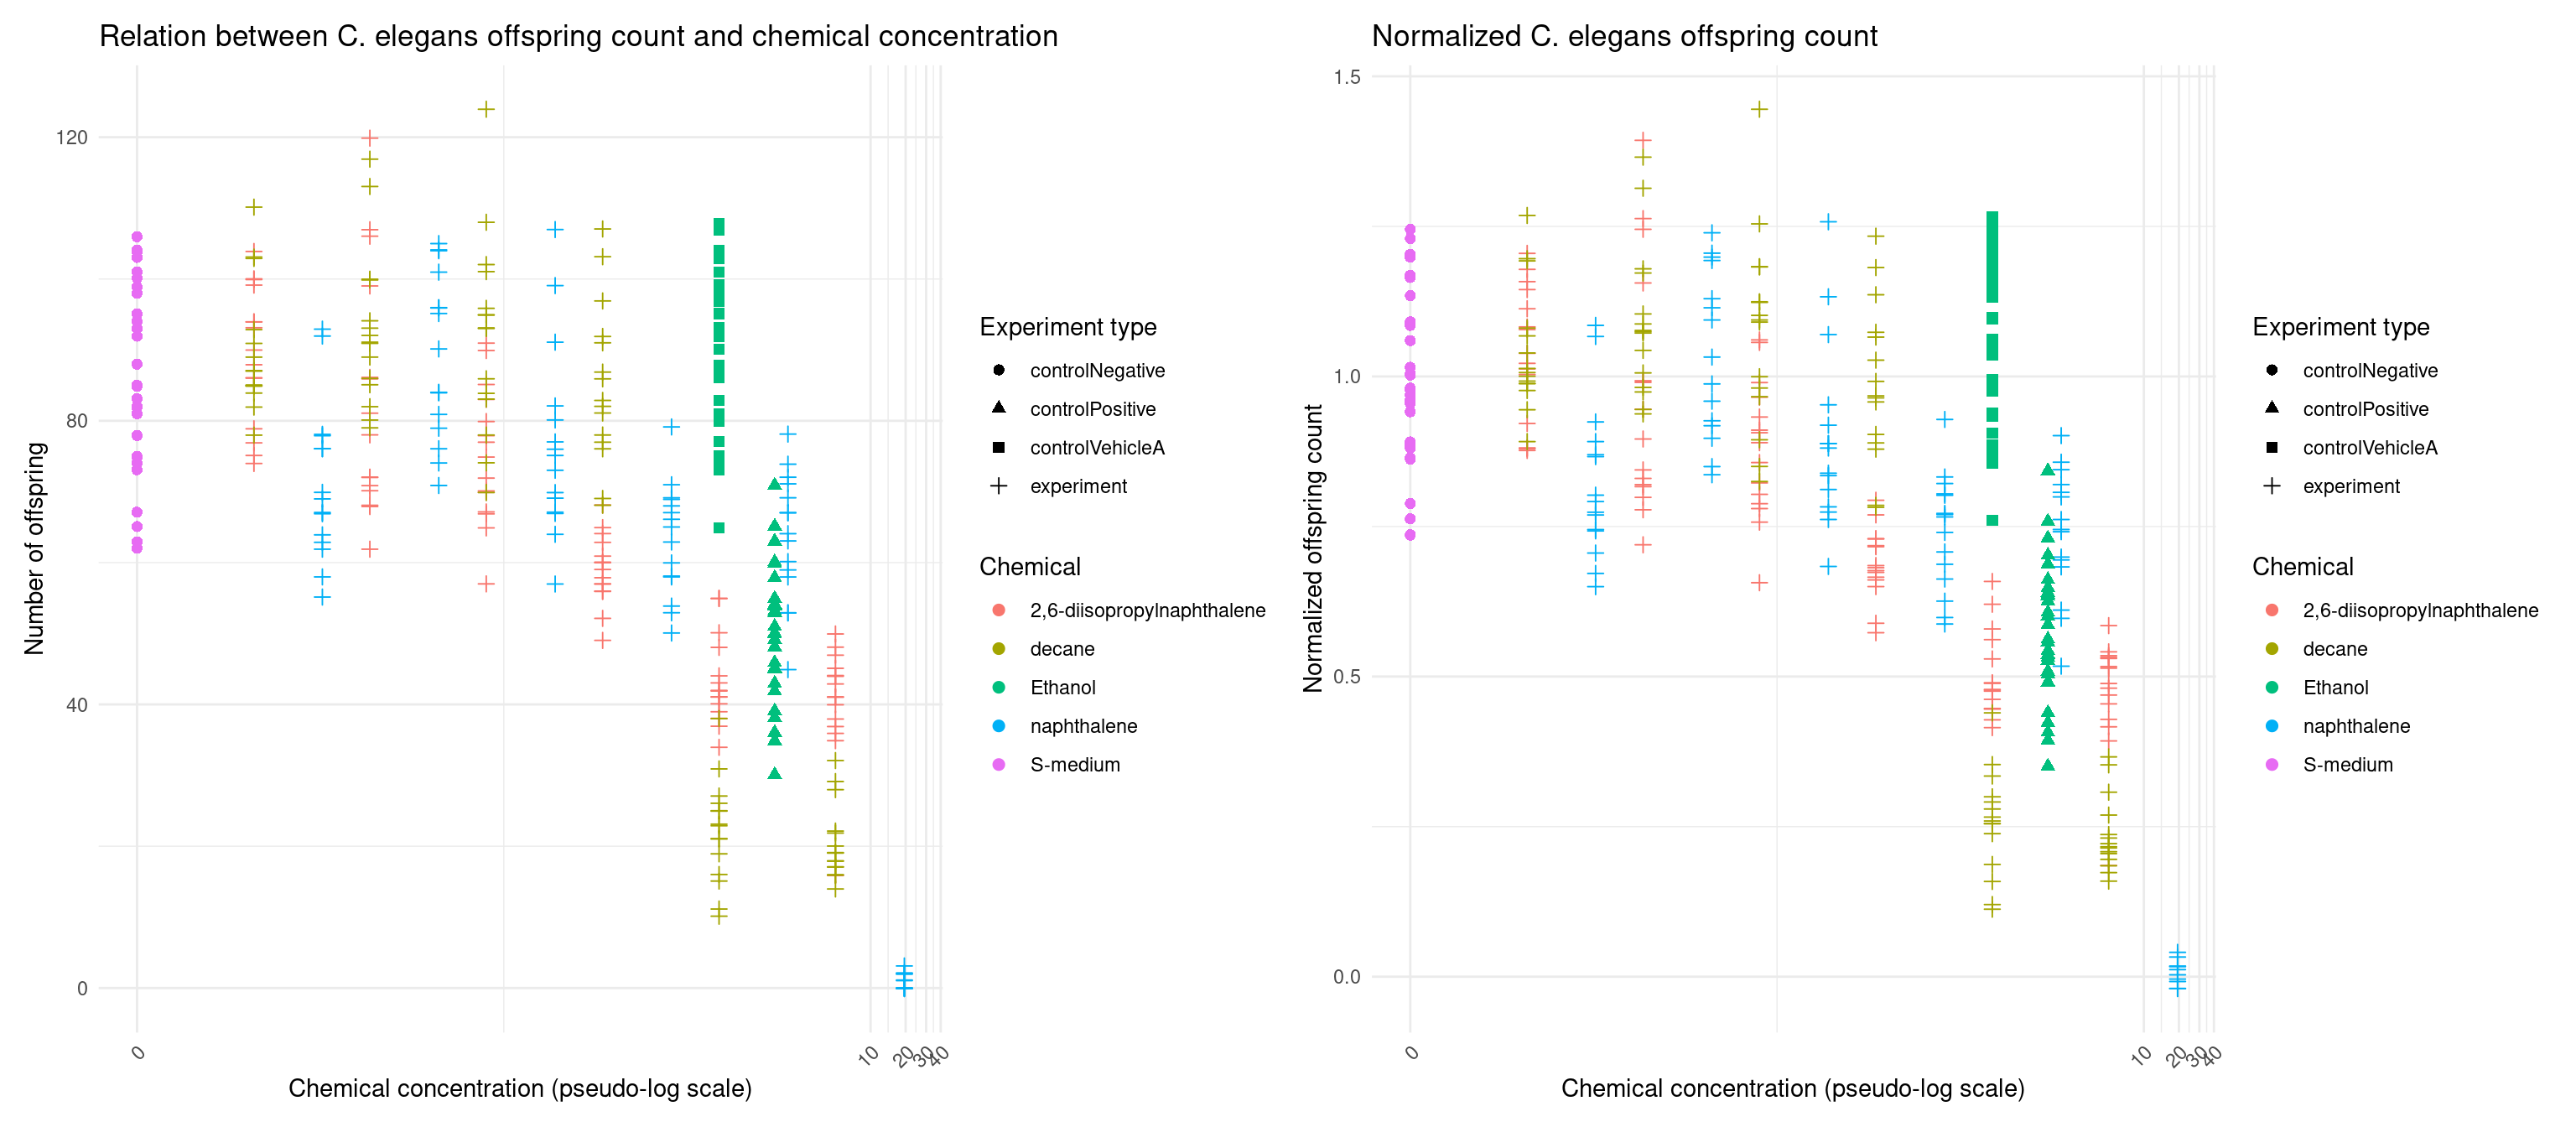 Relation between C. elegans offspring count and chemical concentration
120
80
40
0
Number of offspring
0
10
20
30
40
Chemical concentration (pseudo-log scale)
Experiment type
controlNegative
controlPositive
controlVehicleA
experiment
Chemical
2,6-diisopropylnaphthalene
decane
Ethanol
naphthalene
S-medium
Normalized C. elegans offspring count
1.5
1.0
0.5
0.0
Normalized offspring count
0
10
20
30
40
Chemical concentration (pseudo-log scale)
Experiment type
controlNegative
controlPositive
controlVehicleA
experiment
Chemical
2,6-diisopropylnaphthalene
decane
Ethanol
naphthalene
S-medium